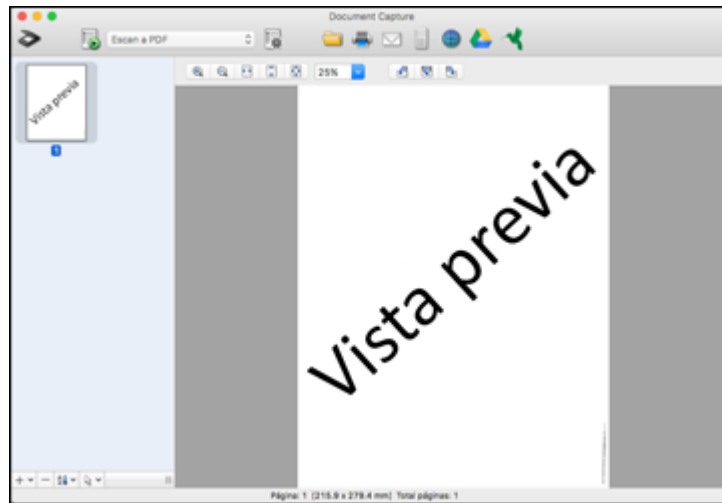 Document Capture
Escan a PDF
25%
Vista previa
1
Vista previa
Página: 1 (215.9 x 279.4 mm) Total páginas: 1